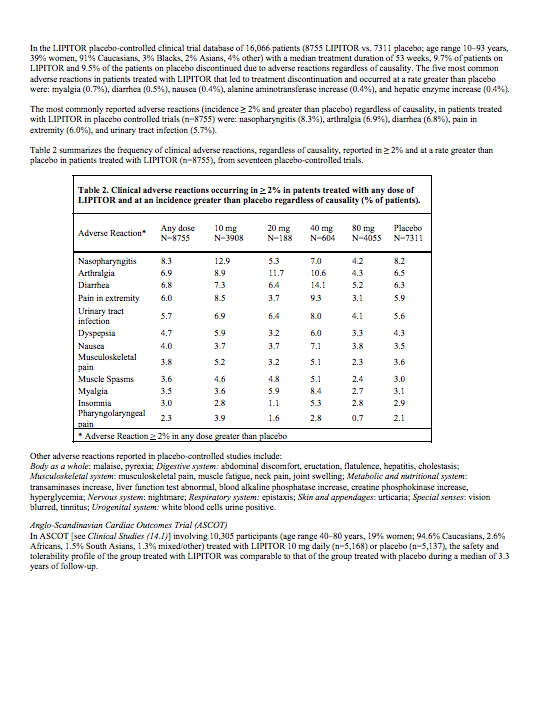 In the LIPITOR placebo-controlled clinical trial database of 16,066 patients (8755 LIPITOR vs. 7311 placebo; age range 10–93 years,
39% women, 91% Caucasians, 3% Blacks, 2% Asians, 4% other) with a median treatment duration of 53 weeks, 9.7% of patients on
LIPITOR and 9.5% of the patients on placebo discontinued due to adverse reactions regardless of causality. The five most common
adverse reactions in patients treated with LIPITOR that led to treatment discontinuation and occurred at a rate greater than placebo
were: myalgia (0.7%), diarrhea (0.5%), nausea (0.4%), alanine aminotransferase increase (0.4%), and hepatic enzyme increase (0.4%).
The most commonly reported adverse reactions (incidence ≥ 2% and greater than placebo) regardless of causality, in patients treated
with LIPITOR in placebo controlled trials (n=8755) were: nasopharyngitis (8.3%), arthralgia (6.9%), diarrhea (6.8%), pain in
extremity (6.0%), and urinary tract infection (5.7%).
Table 2 summarizes the frequency of clinical adverse reactions, regardless of causality, reported in ≥ 2% and at a rate greater than
placebo in patients treated with LIPITOR (n=8755), from seventeen placebo-controlled trials.
Table 2. Clinical adverse reactions occurring in ≥ 2% in patents treated with any dose of
LIPITOR and at an incidence greater than placebo regardless of causality (% of patients).
Adverse Reaction* Any dose 10 mg 20 mg 40 mg 80 mg Placebo
N=8755 N=3908 N=188 N=604 N=4055 N=7311
Nasopharyngitis 8.3 12.9 5.3 7.0 4.2 8.2
Arthralgia 6.9 8.9 11.7 10.6 4.3 6.5
Diarrhea 6.8 7.3 6.4 14.1 5.2 6.3
Pain in extremity 6.0 8.5 3.7 9.3 3.1 5.9
Urinary tract
infection 5.7 6.9 6.4 8.0 4.1 5.6
Dyspepsia 4.7 5.9 3.2 6.0 3.3 4.3
Nausea 4.0 3.7 3.7 7.1 3.8 3.5
Musculoskeletal
pain 3.8 5.2 3.2 5.1 2.3 3.6
Muscle Spasms 3.6 4.6 4.8 5.1 2.4 3.0
Myalgia 3.5 3.6 5.9 8.4 2.7 3.1
Insomnia 3.0 2.8 1.1 5.3 2.8 2.9
Pharyngolaryngeal
pain 2.3 3.9 1.6 2.8 0.7 2.1
* Adverse Reaction ≥ 2% in any dose greater than placebo
Other adverse reactions reported in placebo-controlled studies include:
Body as a whole: malaise, pyrexia; Digestive system: abdominal discomfort, eructation, flatulence, hepatitis, cholestasis;
Musculoskeletal system: musculoskeletal pain, muscle fatigue, neck pain, joint swelling; Metabolic and nutritional system:
transaminases increase, liver function test abnormal, blood alkaline phosphatase increase, creatine phosphokinase increase,
hyperglycemia; Nervous system: nightmare; Respiratory system: epistaxis; Skin and appendages: urticaria; Special senses: vision
blurred, tinnitus; Urogenital system: white blood cells urine positive.
Anglo-Scandinavian Cardiac Outcomes Trial (ASCOT)
In ASCOT [see Clinical Studies (14.1)] involving 10,305 participants (age range 40–80 years, 19% women; 94.6% Caucasians, 2.6%
Africans, 1.5% South Asians, 1.3% mixed/other) treated with LIPITOR 10 mg daily (n=5,168) or placebo (n=5,137), the safety and
tolerability profile of the group treated with LIPITOR was comparable to that of the group treated with placebo during a median of 3.3
years of follow-up.